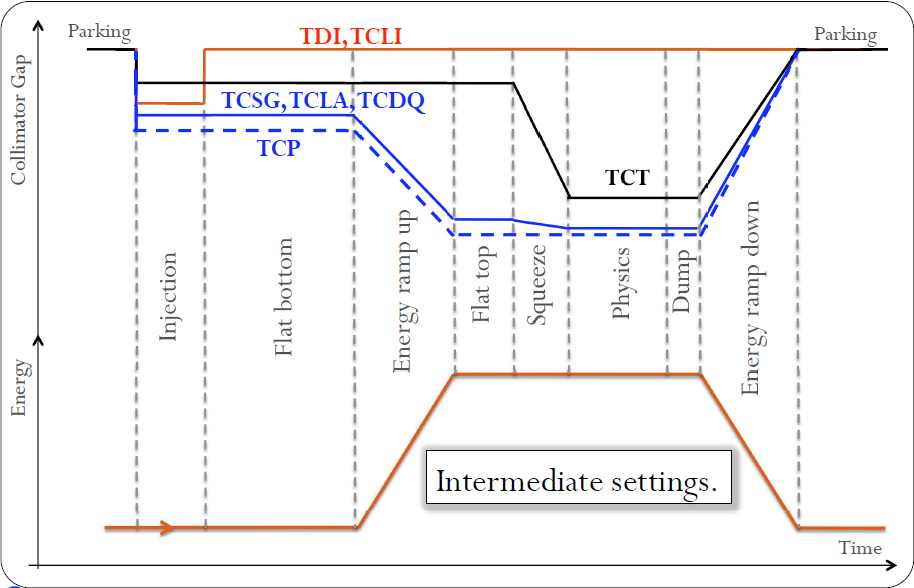 Parking
TDI, TCLI
Parking
Collimator Gap
TCSG, TCLA, TCDQ
TCP
TCT
Injection
Flat bottom
Energy ramp up
Flat top
Squeeze
Physics
Dump
Energy ramp down
Energy
Intermediate settings.
Time